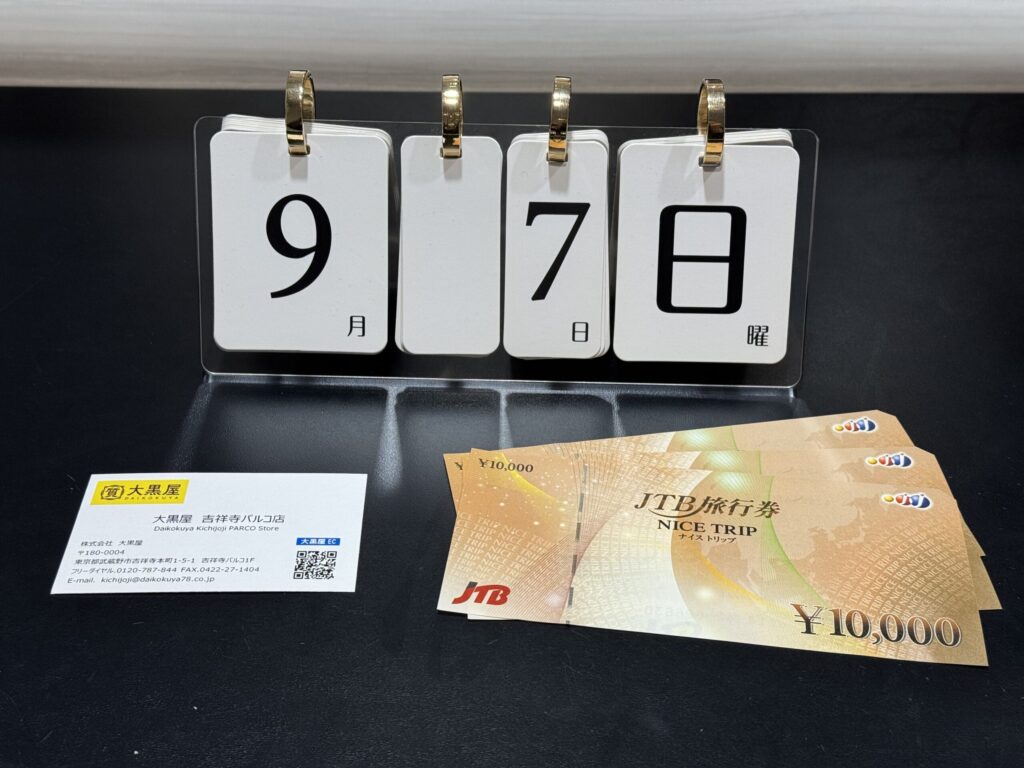 9
月
7
日
日
曜
質 大黒屋
DAIKOKUYA
大黒屋 吉祥寺パルコ店
Daikokuya Kichijoji PARCO Store
株式会社 大黒屋
〒180-0004
東京都武蔵野市吉祥寺本町1-5-1 吉祥寺パルコ1F
フリーダイヤル.0120-787-844 FAX.0422-27-1404
E-mail. kichijoji@daikokuya78.co.jp
大黒屋 EC
¥10,000
JTB旅行券
NICE TRIP
ナイス トリップ
JTB
¥10,000